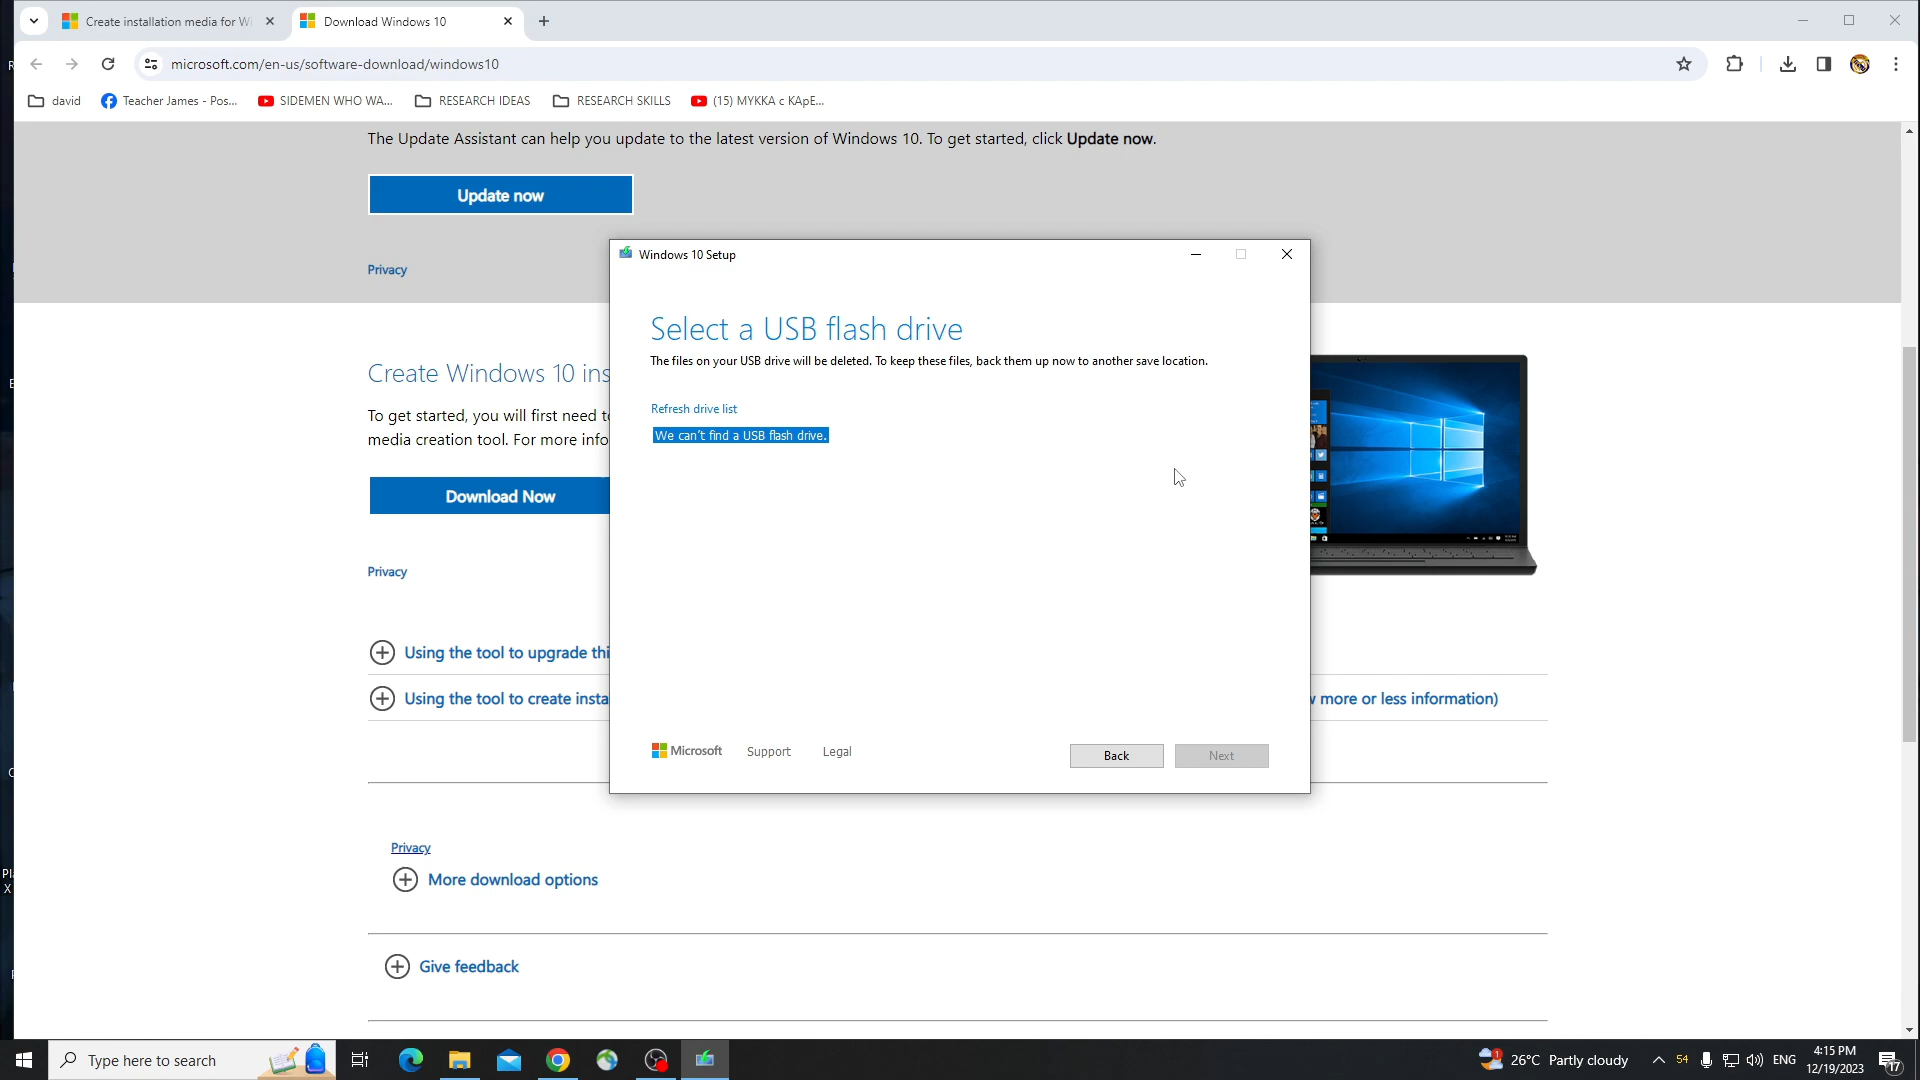 Create installation media for Wi
Download Windows 10
microsoft.com/en-us/software-download/windows10
david
Teacher James - Pos...
SIDEMEN WHO WA...
RESEARCH IDEAS
RESEARCH SKILLS
(15) MYKKA c KApE...
The Update Assistant can help you update to the latest version of Windows 10. To get started, click Update now.
Update now
Privacy
Windows 10 Setup
Select a USB flash drive
The files on your USB drive will be deleted. To keep these files, back them up now to another save location.
Refresh drive list
We can't find a USB flash drive.
Microsoft
Support
Legal
Back
Next
Create Windows 10 ins
To get started, you will first need to
media creation tool. For more info
Download Now
Privacy
Using the tool to upgrade thi
Using the tool to create insta
w more or less information)
Privacy
More download options
Give feedback
Type here to search
1
26°C Partly cloudy
54
ENG
4:15 PM
12/19/2023
17